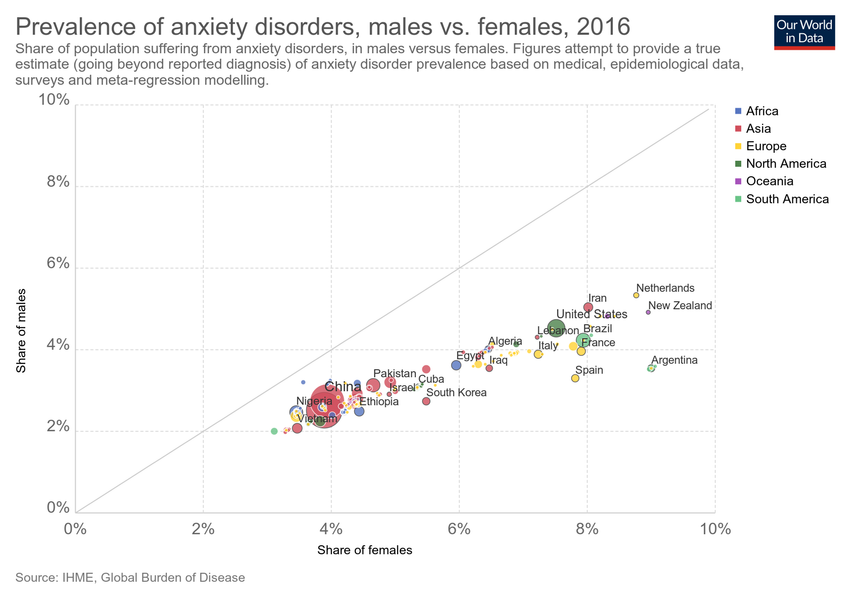 Prevalence of anxiety disorders, males vs. females, 2016
Our World
in Data
Share of population suffering from anxiety disorders, in males versus females. Figures attempt to provide a true
estimate (going beyond reported diagnosis) of anxiety disorder prevalence based on medical, epidemiological data,
surveys and meta-regression modelling.
10%
8%
6%
4%
2%
0%
Share of males
Africa
Asia
Europe
North America
Oceania
South America
Netherlands
Iran
New Zealand
United States
Lebanon
Brazil
Algeria
Italy
France
Egypt
Iraq
Argentina
Spain
Pakistan
Cuba
China
Israel
South Korea
Nigeria
Ethiopia
Vietnam
0%
2%
4%
6%
8%
10%
Share of females
Source: IHME, Global Burden of Disease